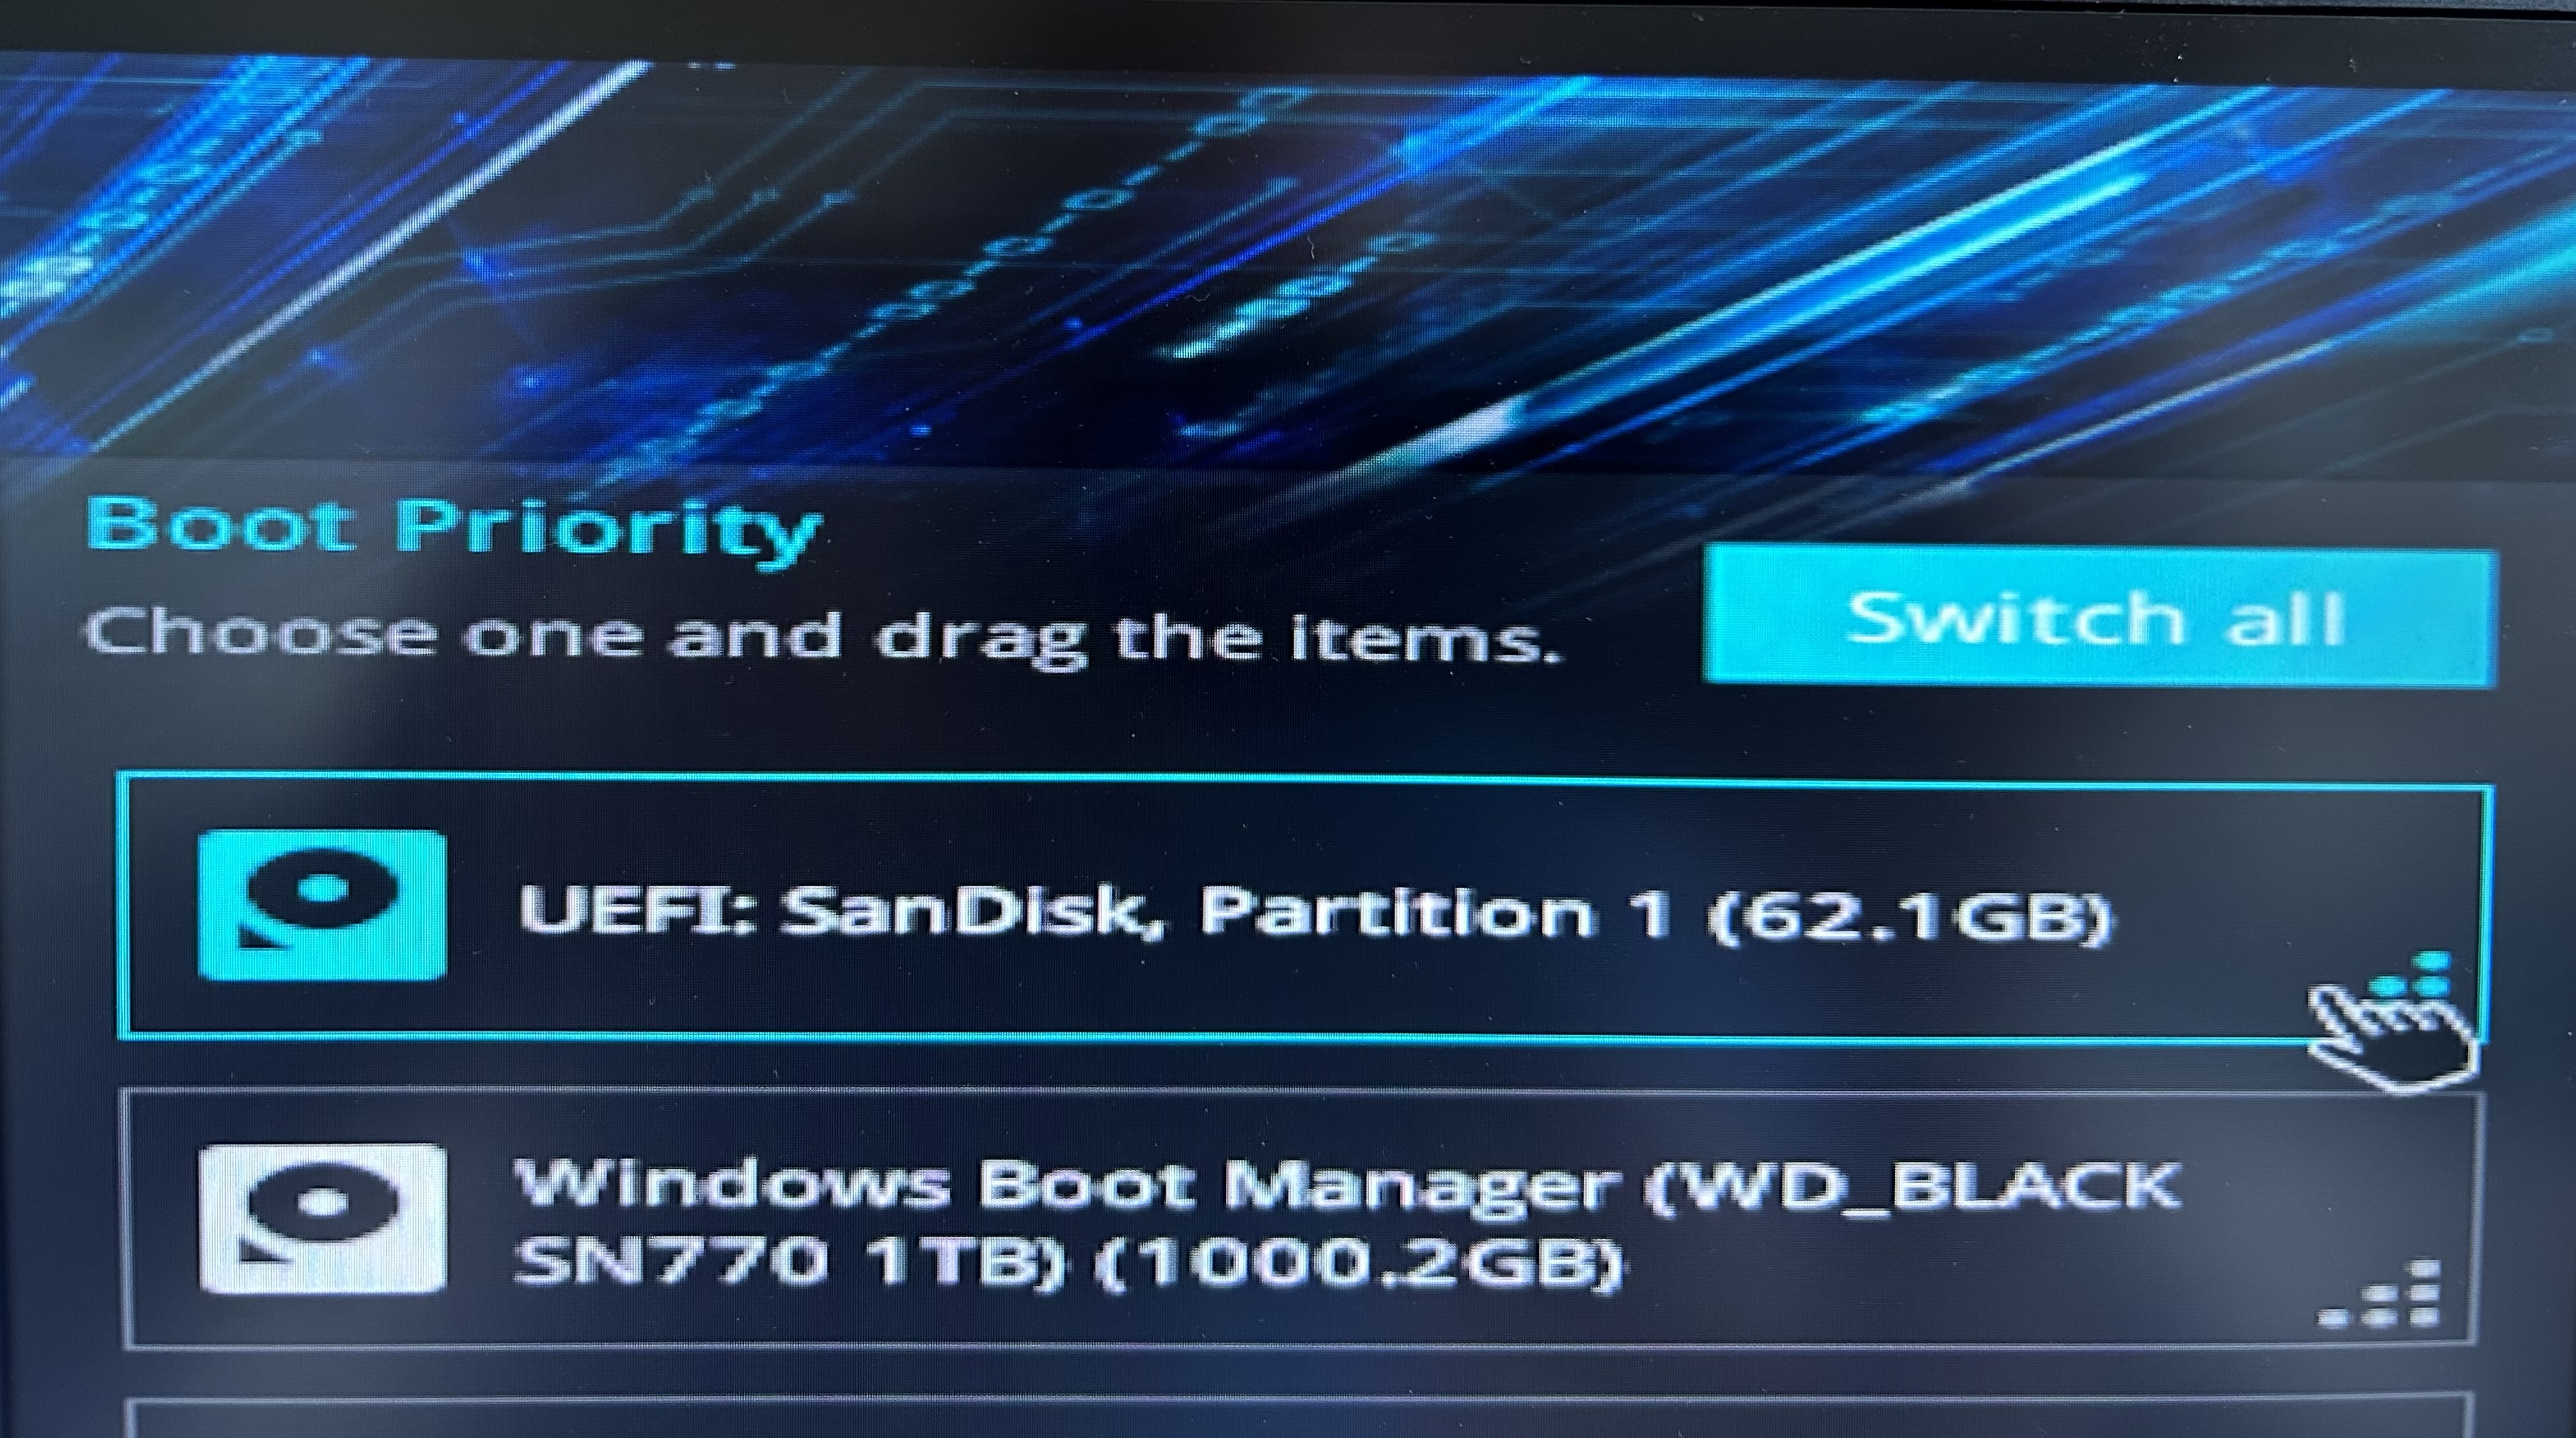 Boot Priority
Choose one and drag the items.
Switch all
UEFI: SanDisk, Partition 1 (62.1GB)
Windows Boot Manager (WD_BLACK
SN770 1TB) (1000.2GB)